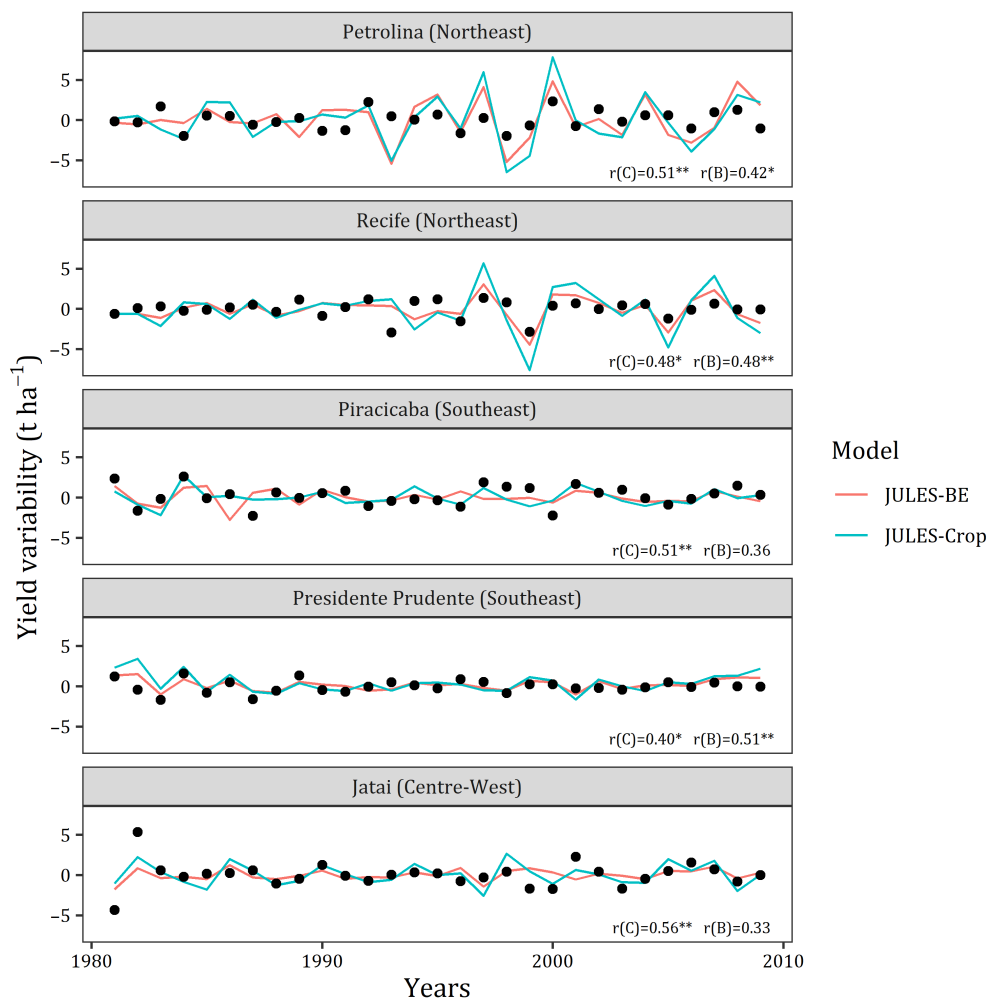 Petrolina (Northeast)
5
0
−5
r(C)=0.51** r(B)=0.42*
Recife (Northeast)
5
0
−5
r(C)=0.48* r(B)=0.48**
Piracicaba (Southeast)
5
0
−5
r(C)=0.51** r(B)=0.36
Presidente Prudente (Southeast)
5
0
−5
r(C)=0.40* r(B)=0.51**
Jatai (Centre-West)
5
0
−5
r(C)=0.56** r(B)=0.33
1980 1990 2000 2010
Years
Yield variability (t ha⁻¹)
Model
JULES-BE
JULES-Crop